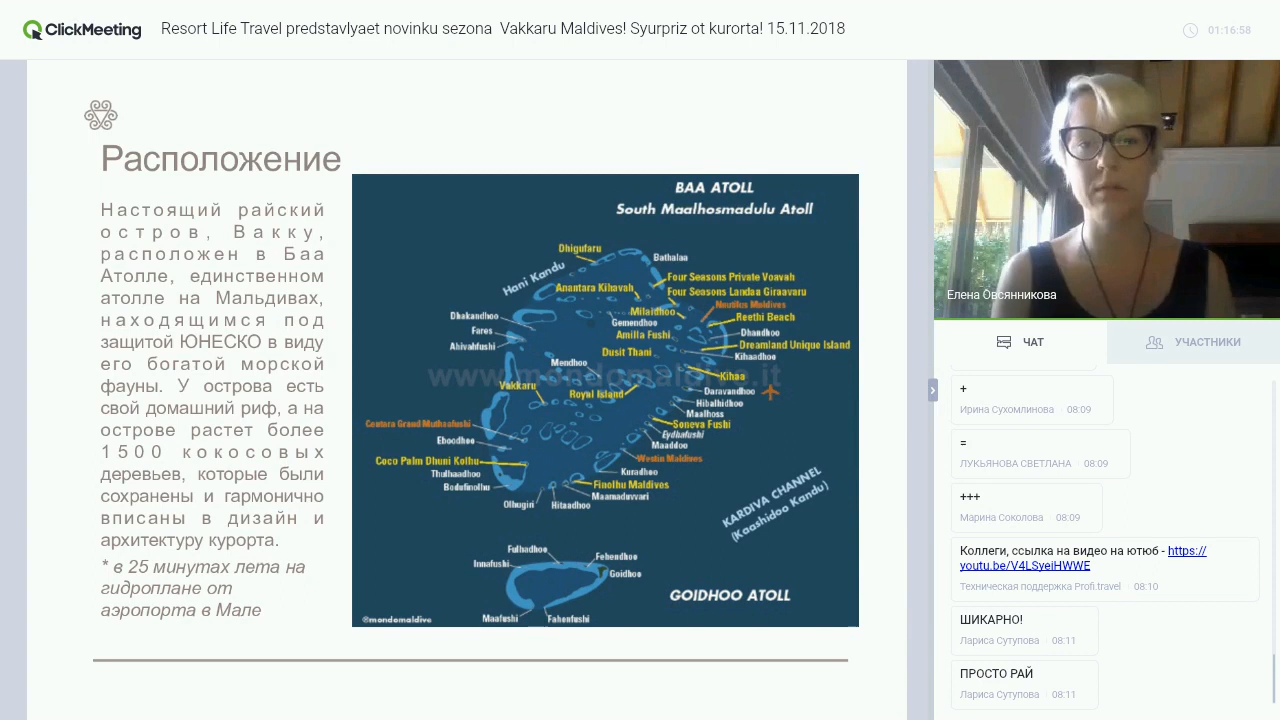 ClickMeeting
Resort Life Travel predstavlyaet novinku sezona Vakkaru Maldives! Syurpriz ot kurorta! 15.11.2018
01:16:58
Расположение
Настоящий райский
остров, Вакку,
расположен в Баа
Атолле, единственном
атолле на Мальдивах,
находящимся под
защитой ЮНЕСКО в виду
его богатой морской
фауны. У острова есть
свой домашний риф, а на
острове растет более
1500 кокосовых
деревьев, которые были
сохранены и гармонично
вписаны в дизайн и
архитектуру курорта.
* в 25 минутах лета на
гидроплане от
аэропорта в Мале
BAA ATOLL
South Maalhosmadulu Atoll
Dhigufaru
Bathalaa
Hani Kandu
Four Seasons Private Voavah
Anantara Kihavah
Four Seasons Landaa Giraavaru
Nautilus Maldives
Milaidhoo
Dhakandhoo
Reethi Beach
Gemendhoo
Fares
Amilla Fushi
Dhandhoo
Ahivahfushi
Dreamland Unique Island
Dusit Thani
Kihaadhoo
Mendhoo
www.mondomaldive.it
Kihaa
Vakkaru
Royal Island
Daravandhoo
Hibalhidhoo
Maalhoss
Centara Grand Muthaafushi
Soneva Fushi
Eydhafushi
Eboodhoo
Maaddoo
Coco Palm Dhuni Kolhu
Westin Maldives
Thulhaadhoo
Kuradhoo
Bodufinolhu
Finolhu Maldives
Maamaduvvari
Olhugiri
Hitaadhoo
KARDIVA CHANNEL
(Kaashidoo Kandu)
Fulhadhoo
Fehendhoo
Innafushi
Goidhoo
GOIDHOO ATOLL
Maafushi
Fahenfushi
©mondomaldive
Елена Овсянникова
ЧАТ
УЧАСТНИКИ
+
Ирина Сухомлинова 08:09
=
ЛУКЬЯНОВА СВЕТЛАНА 08:09
+++
Марина Соколова 08:09
Коллеги, ссылка на видео на ютюб - https://
youtu.be/V4LSyeiHWWE
Техническая поддержка Profi.travel 08:10
ШИКАРНО!
Лариса Сутупова 08:11
ПРОСТО РАЙ
Лариса Сутупова 08:11